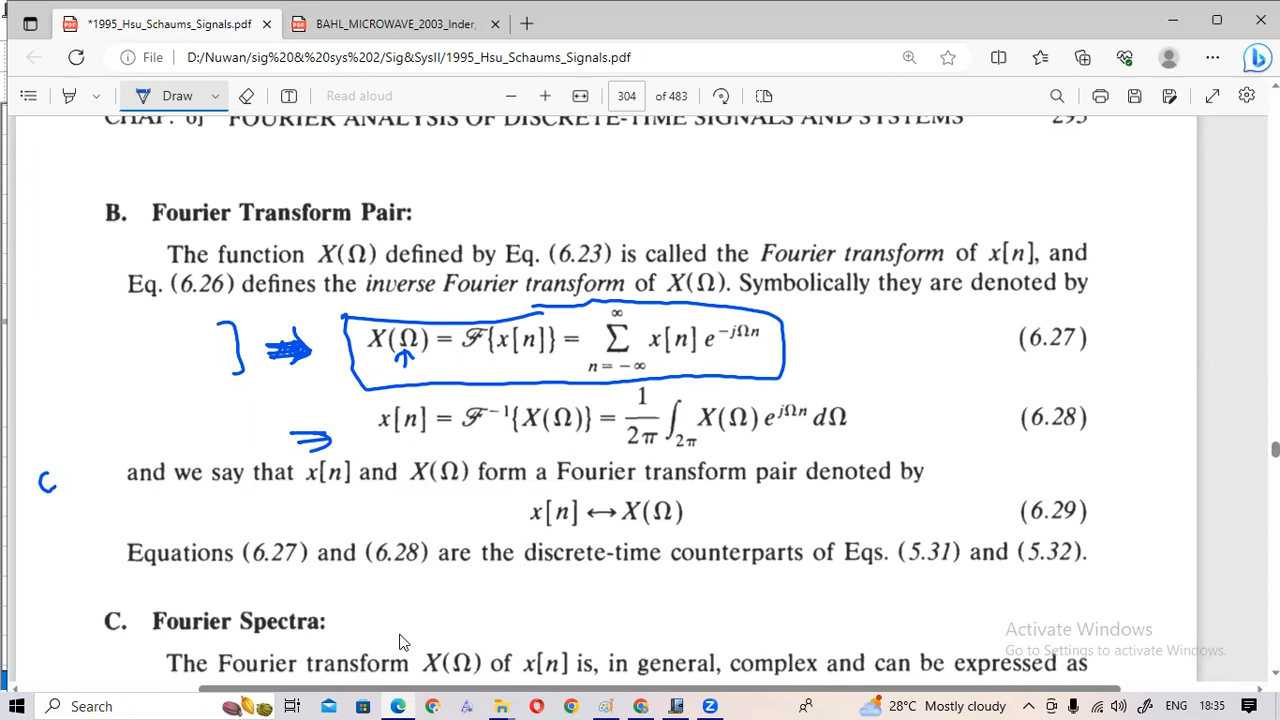 *1995_Hsu_Schaums_Signals.pdf
BAHL_MICROWAVE_2003_Inder,
File D:/Nuwan/sig%20&%20sys%202/Sig&SysII/1995_Hsu_Schaums_Signals.pdf
Draw Read aloud 304 of 483
CHAP. 6] FOURIER ANALYSIS OF DISCRETE-TIME SIGNALS AND SYSTEMS 295
B. Fourier Transform Pair:
The function X(Ω) defined by Eq. (6.23) is called the Fourier transform of x[n], and
Eq. (6.26) defines the inverse Fourier transform of X(Ω). Symbolically they are denoted by
X(Ω) = ℱ{x[n]} = ∑_{n=-∞}^{∞} x[n] e^{-jΩn} (6.27)
x[n] = ℱ^{-1}{X(Ω)} = 1/2π ∫_{2π} X(Ω) e^{jΩn} dΩ (6.28)
and we say that x[n] and X(Ω) form a Fourier transform pair denoted by
x[n] ↔ X(Ω) (6.29)
Equations (6.27) and (6.28) are the discrete-time counterparts of Eqs. (5.31) and (5.32).
C. Fourier Spectra:
The Fourier transform X(Ω) of x[n] is, in general, complex and can be expressed as
Activate Windows
Go to Settings to activate Windows.
Search 28°C Mostly cloudy ENG 18:35